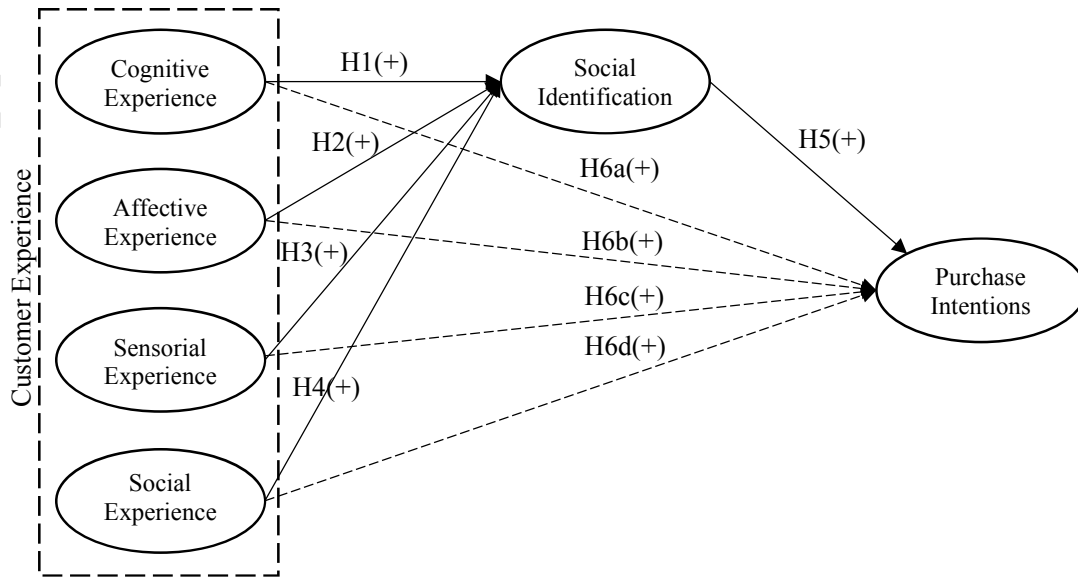 Customer Experience
Cognitive
Experience
Affective
Experience
Sensorial
Experience
Social
Experience
H1(+)
H2(+)
H3(+)
H4(+)
Social
Identification
H5(+)
H6a(+)
H6b(+)
H6c(+)
H6d(+)
Purchase
Intentions